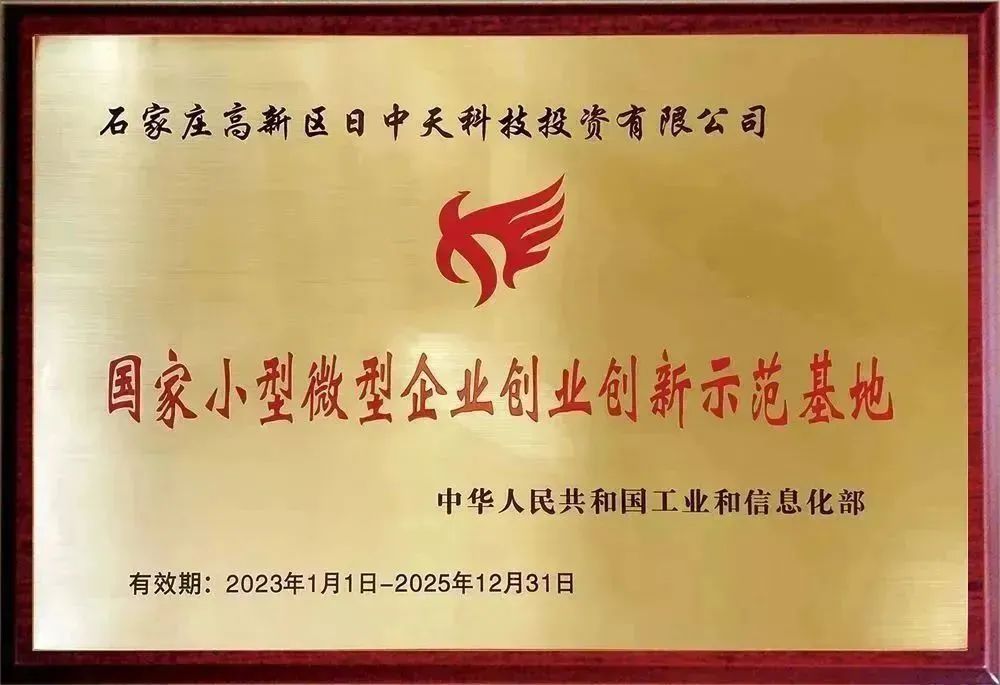 石家庄高新区日中天科技投资有限公司
国家小型微型企业创业创新示范基地
中华人民共和国工业和信息化部
有效期：2023年1月1日-2025年12月31日